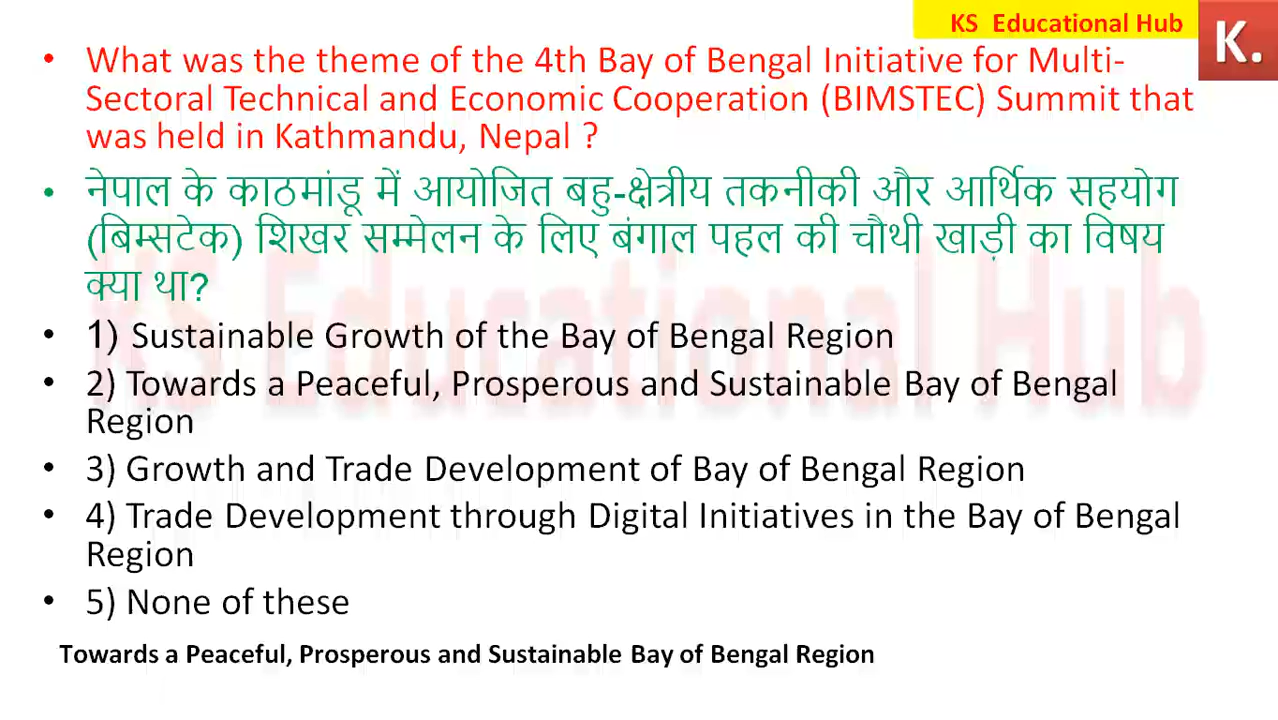 KS Educational Hub
K.
• What was the theme of the 4th Bay of Bengal Initiative for Multi-
Sectoral Technical and Economic Cooperation (BIMSTEC) Summit that
was held in Kathmandu, Nepal ?
• नेपाल के काठमांडू में आयोजित बहु-क्षेत्रीय तकनीकी और आर्थिक सहयोग
(बिम्सटेक) शिखर सम्मेलन के लिए बंगाल पहल की चौथी खाड़ी का विषय
क्या था?
• 1) Sustainable Growth of the Bay of Bengal Region
• 2) Towards a Peaceful, Prosperous and Sustainable Bay of Bengal
Region
• 3) Growth and Trade Development of Bay of Bengal Region
• 4) Trade Development through Digital Initiatives in the Bay of Bengal
Region
• 5) None of these
Towards a Peaceful, Prosperous and Sustainable Bay of Bengal Region
KS Educational Hub